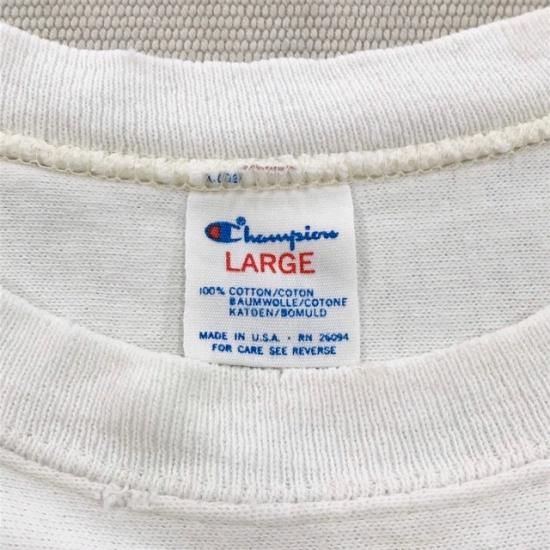 Champion
LARGE
100% COTTON/COTON
BAUMWOLLE/COTONE
KATOEN/BOMULD
MADE IN U.S.A. · RN 26094
FOR CARE SEE REVERSE